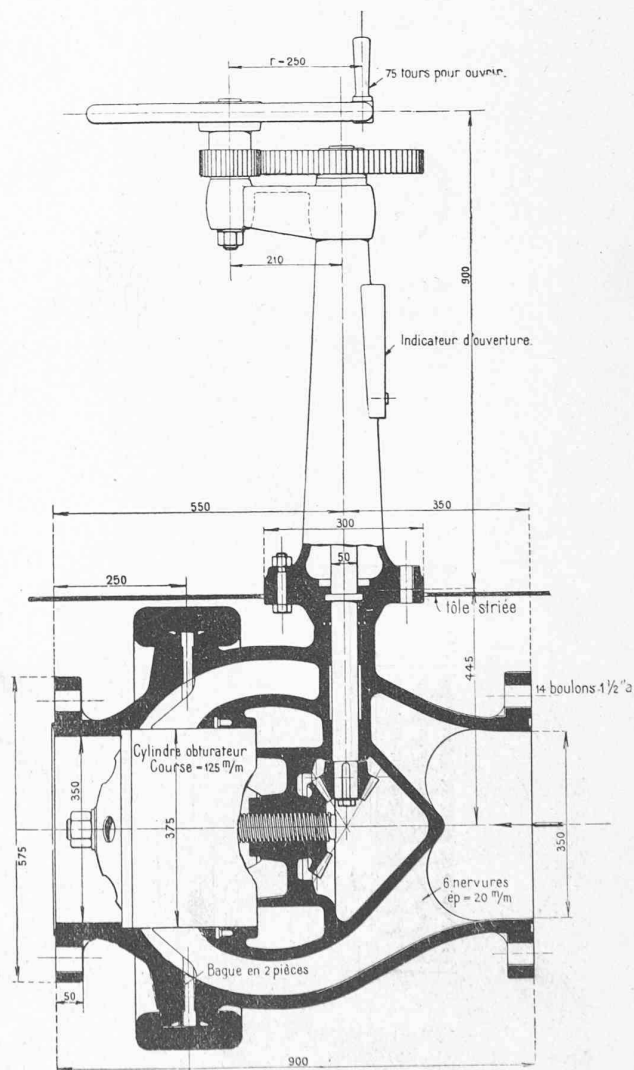 r = 250
75 tours pour ouvrir.
210
900
Indicateur d'ouverture.
550
350
300
50
250
tôle striée
445
14 boulons 1 1/2"a
Cylindre obturateur
Course = 125 m/m
350
375
575
350
6 nervures
ép = 20 m/m
Bague en 2 pièces
50
900